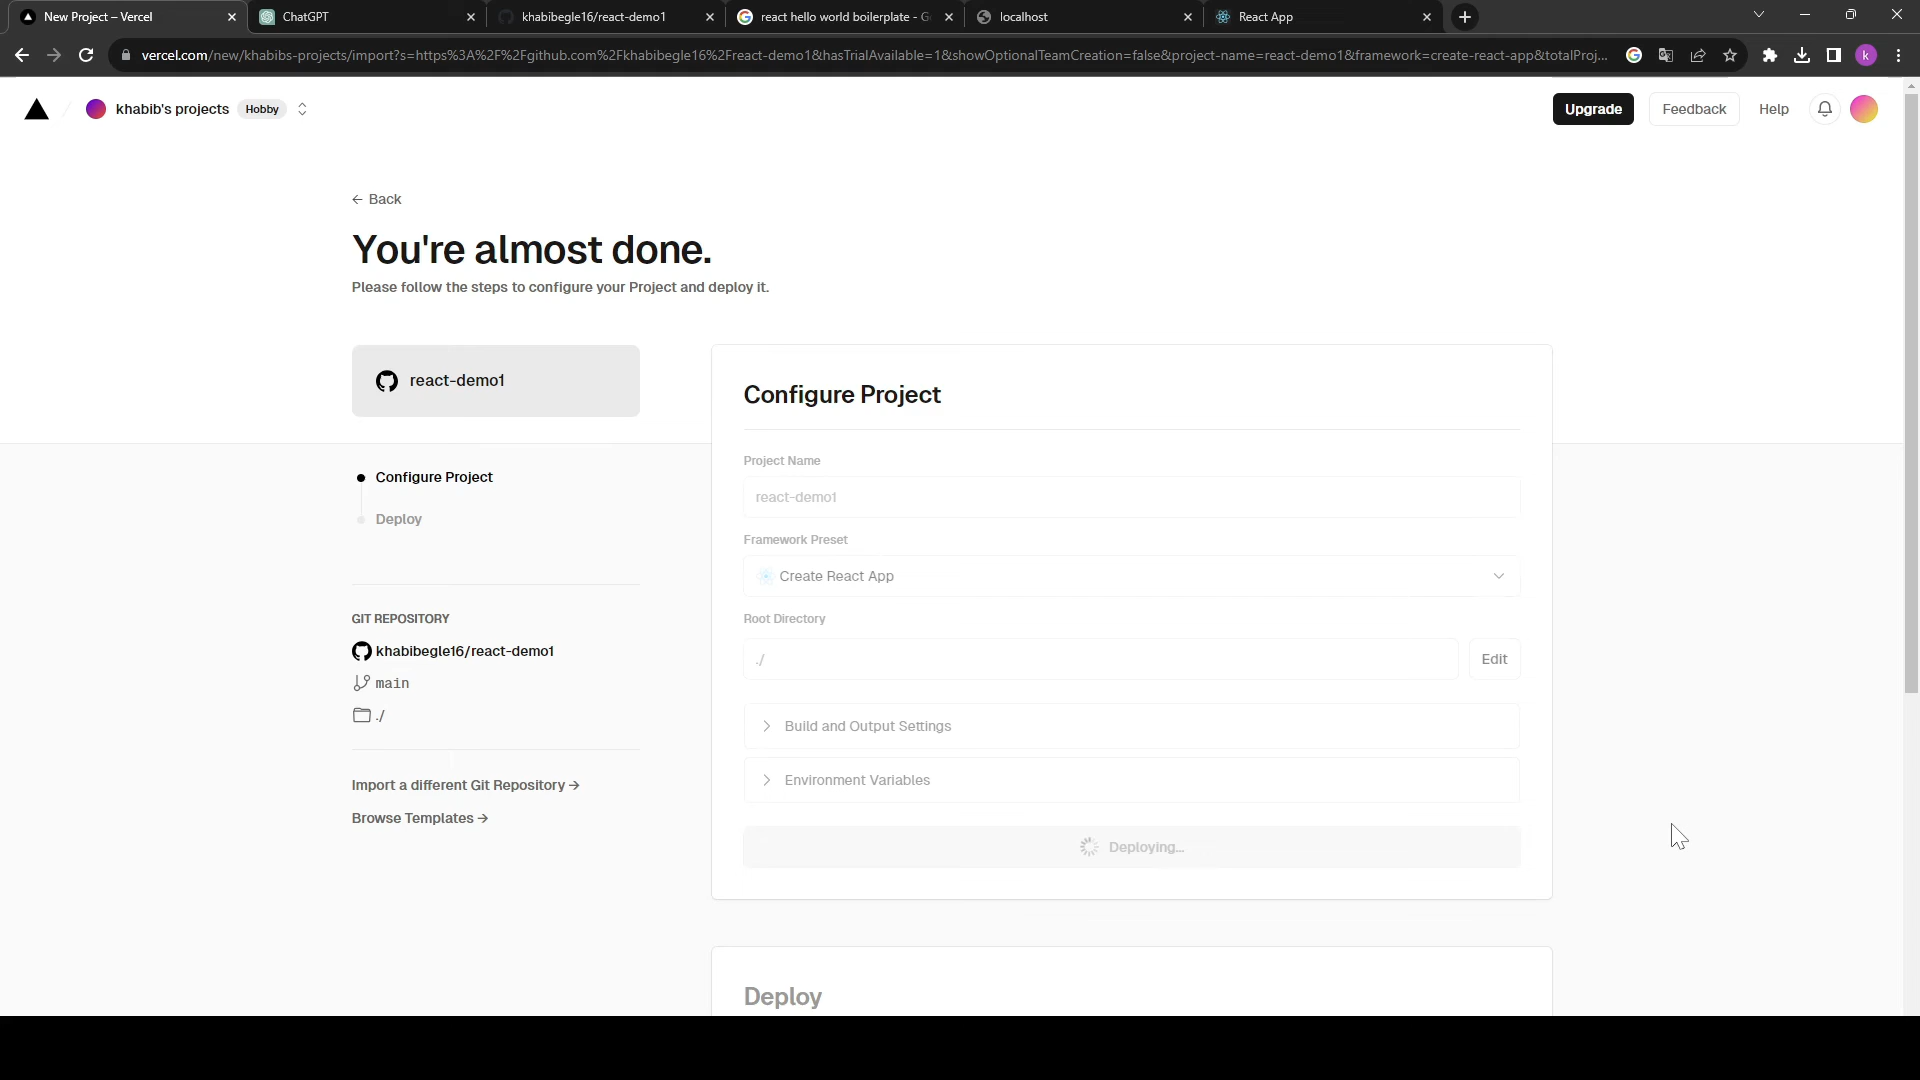 New Project – Vercel
ChatGPT
khabibegle16/react-demo1
react hello world boilerplate - G
localhost
React App
vercel.com/new/khabibs-projects/import?s=https%3A%2F%2Fgithub.com%2Fkhabibegle16%2Freact-demo1&hasTrialAvailable=1&showOptionalTeamCreation=false&project-name=react-demo1&framework=create-react-app&totalProj...
k
khabib's projects
Hobby
Upgrade
Feedback
Help
← Back
You're almost done.
Please follow the steps to configure your Project and deploy it.
react-demo1
Configure Project
Deploy
GIT REPOSITORY
khabibegle16/react-demo1
main
./
Import a different Git Repository →
Browse Templates →
Configure Project
Project Name
react-demo1
Framework Preset
Create React App
Root Directory
./
Edit
Build and Output Settings
Environment Variables
Deploying...
Deploy